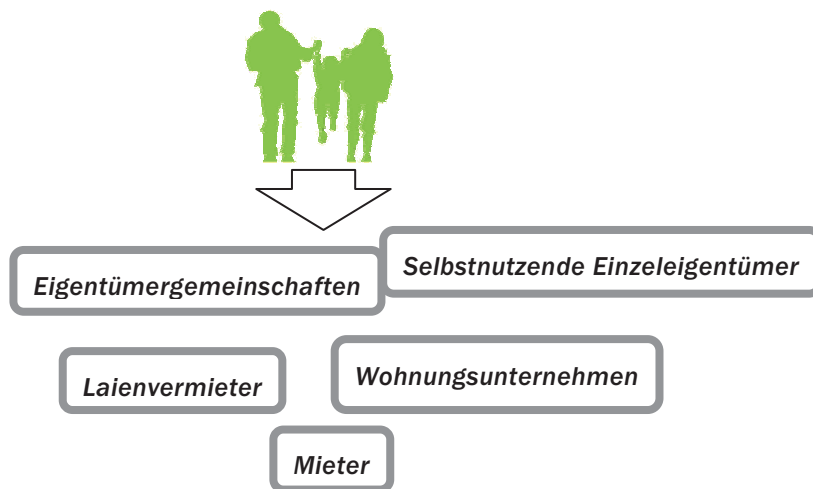 Eigentümergemeinschaften
Selbstnutzende Einzeleigentümer
Laienvermieter
Wohnungsunternehmen
Mieter